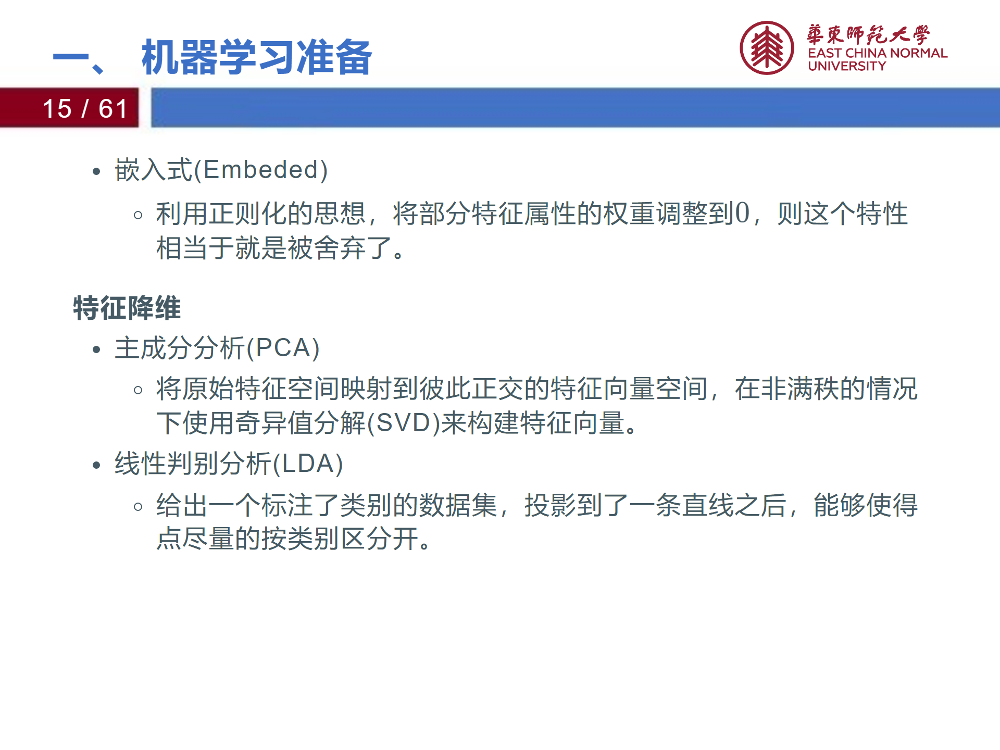 一、 机器学习准备
華東師範大學
EAST CHINA NORMAL
UNIVERSITY
15 / 61
• 嵌入式(Embeded)
◦ 利用正则化的思想，将部分特征属性的权重调整到0，则这个特性
相当于就是被舍弃了。
特征降维
• 主成分分析(PCA)
◦ 将原始特征空间映射到彼此正交的特征向量空间，在非满秩的情况
下使用奇异值分解(SVD)来构建特征向量。
• 线性判别分析(LDA)
◦ 给出一个标注了类别的数据集，投影到了一条直线之后，能够使得
点尽量的按类别区分开。